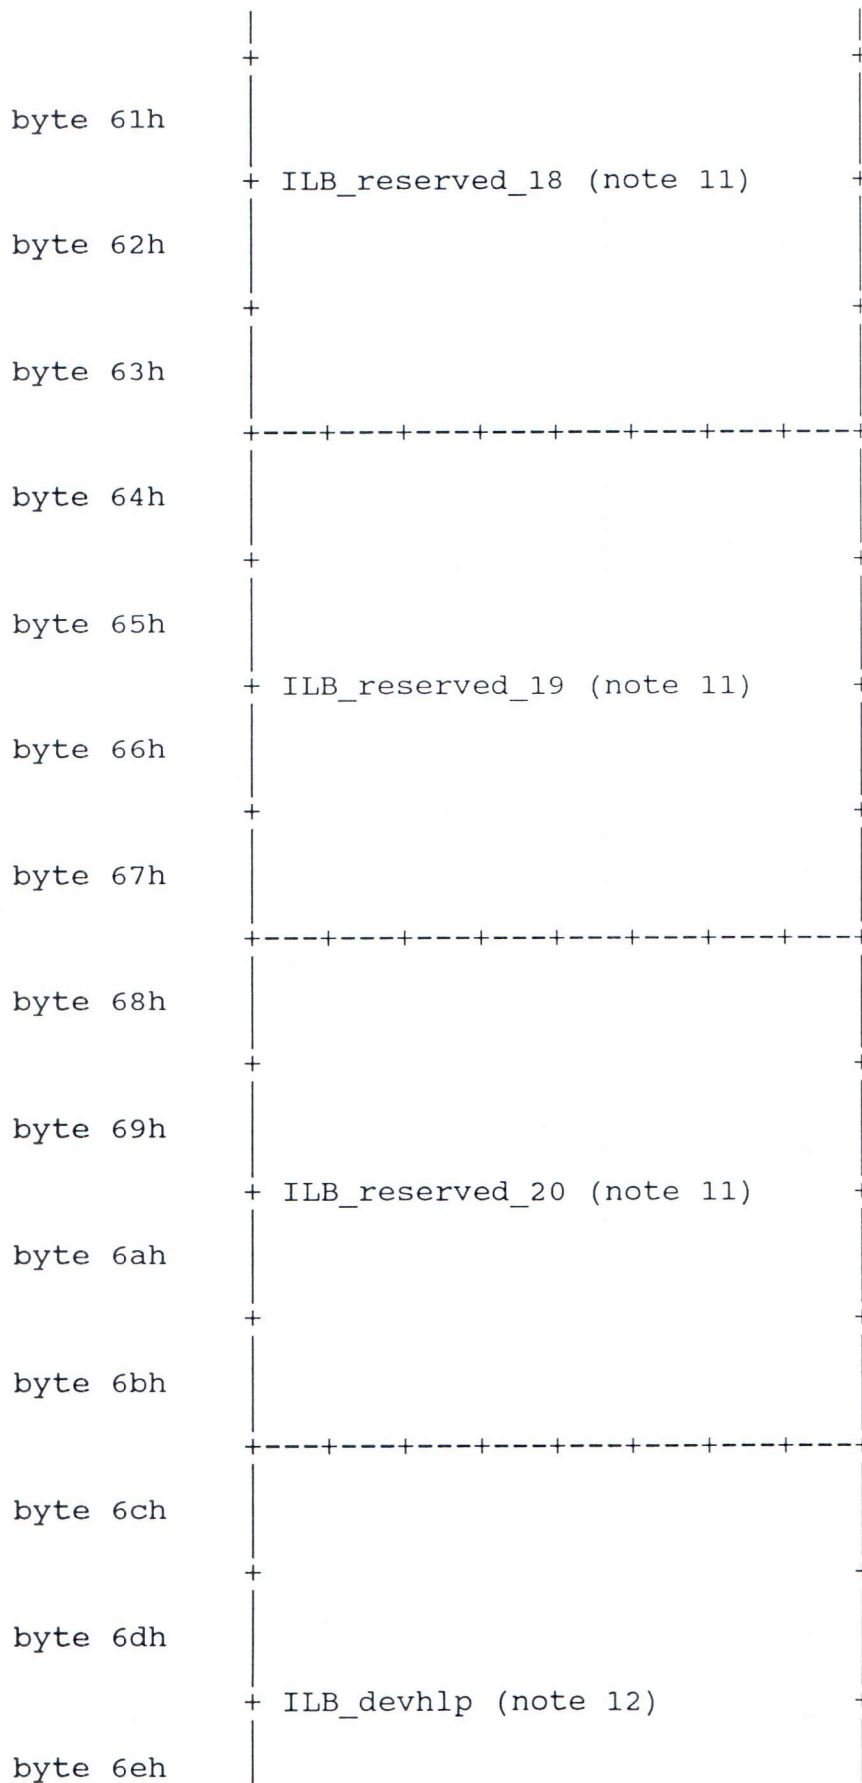 byte 61h
ILB_reserved_18 (note 11)
byte 62h
byte 63h
byte 64h
byte 65h
ILB_reserved_19 (note 11)
byte 66h
byte 67h
byte 68h
byte 69h
ILB_reserved_20 (note 11)
byte 6ah
byte 6bh
byte 6ch
byte 6dh
ILB_devhlp (note 12)
byte 6eh